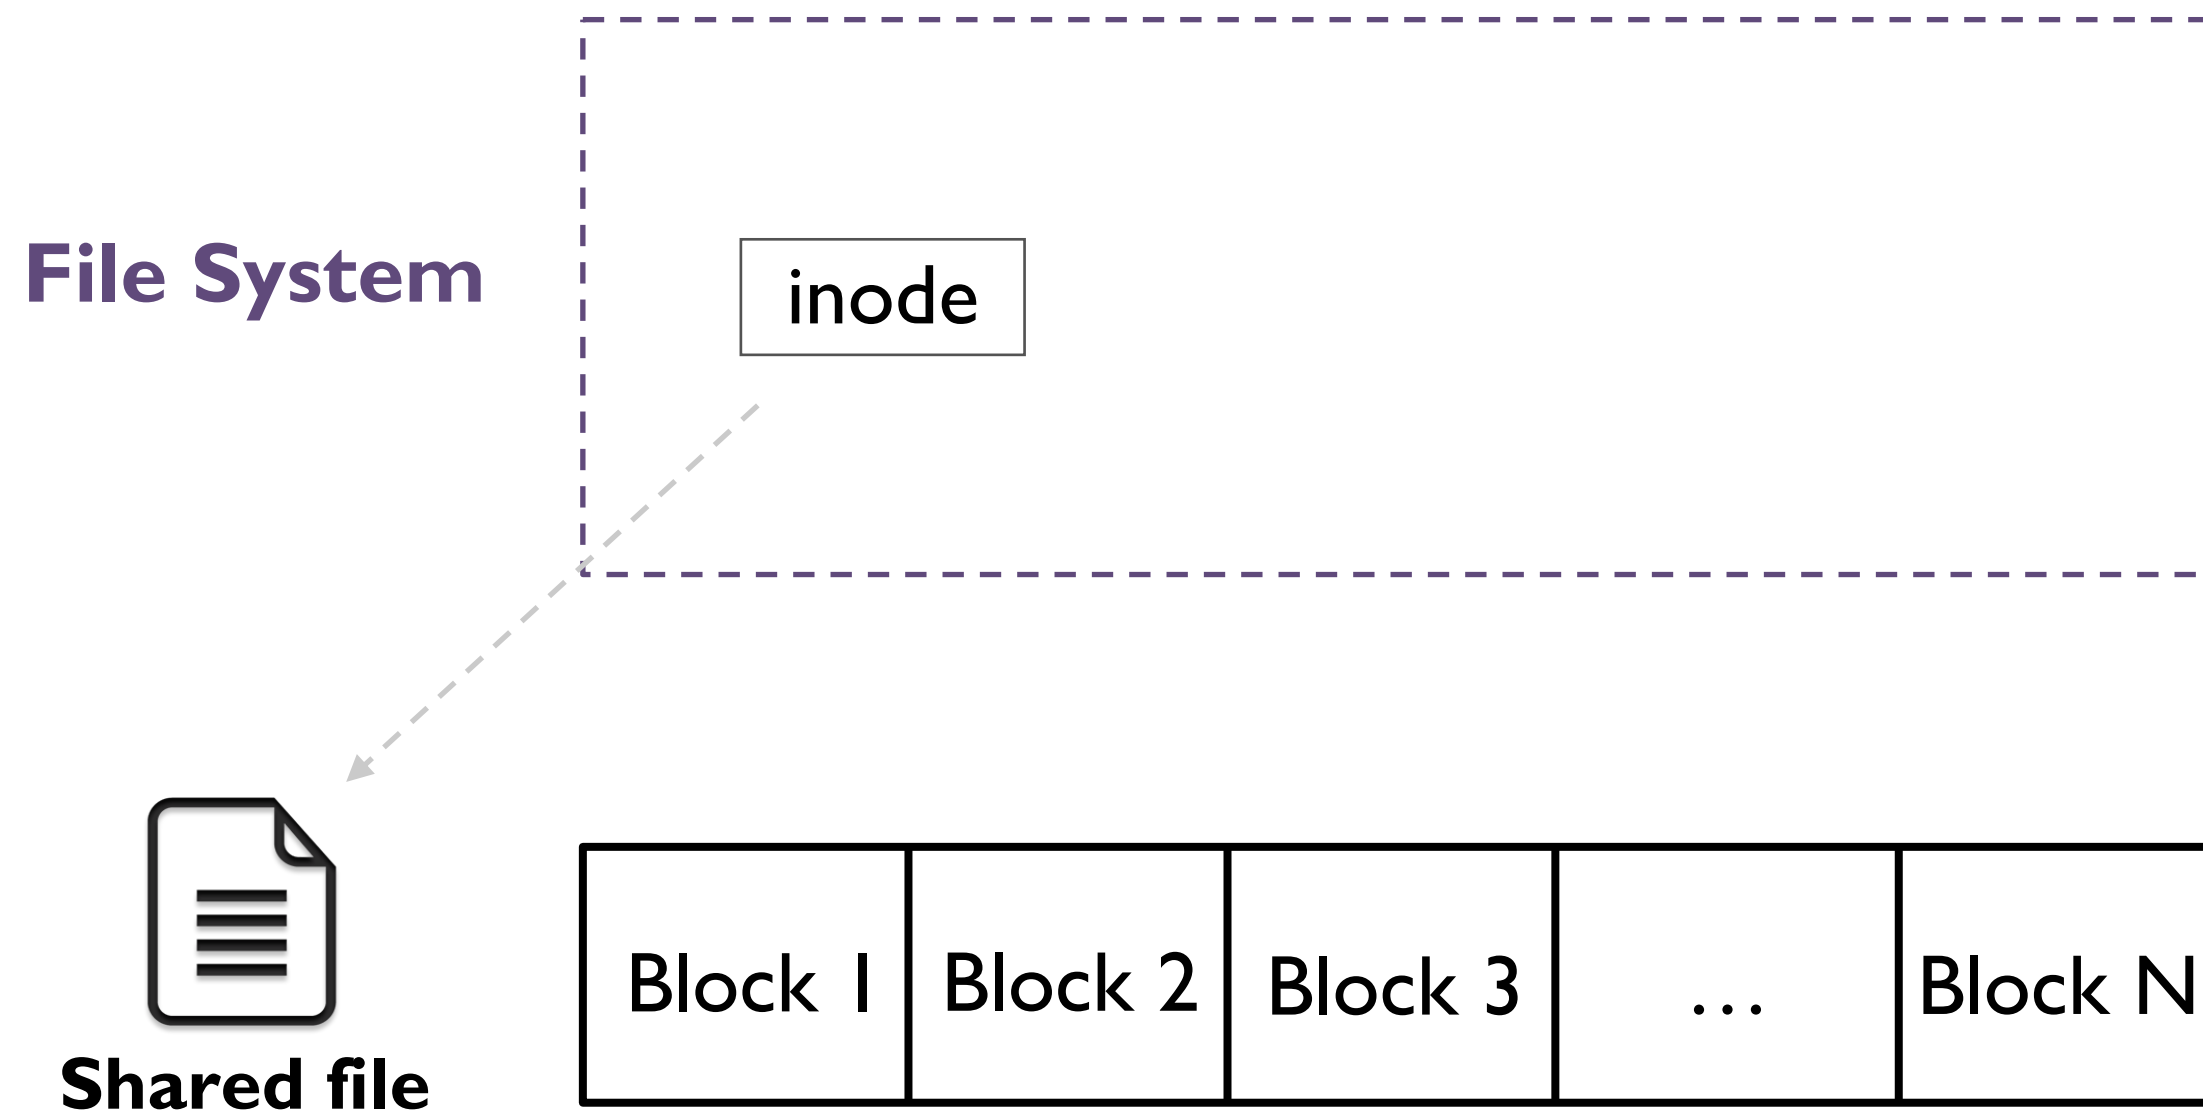 File System
inode
Block 1
Block 2
Block 3
...
Block N
Shared file